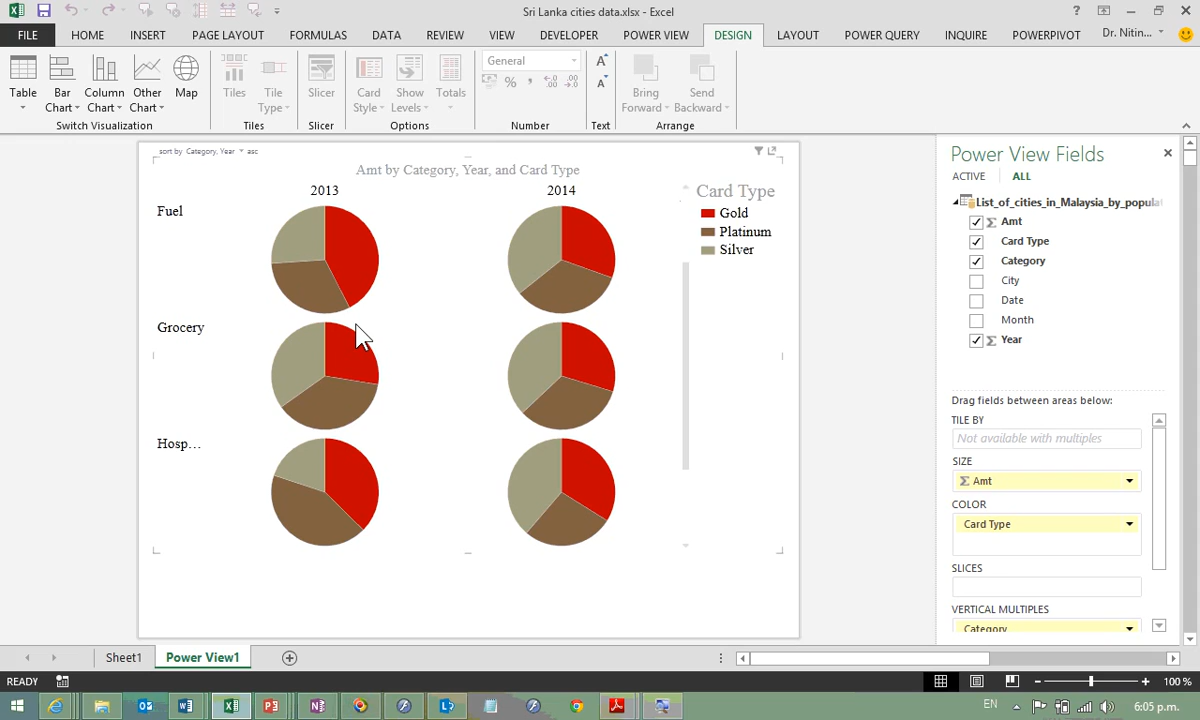 Sri Lanka cities data.xlsx - Excel
FILE HOME INSERT PAGE LAYOUT FORMULAS DATA REVIEW VIEW DEVELOPER POWER VIEW DESIGN LAYOUT POWER QUERY INQUIRE POWERPIVOT Dr. Nitin...
Table
Bar Chart
Column Chart
Other Chart
Map
Switch Visualization
Tiles
Tile Type
Tiles
Slicer
Slicer
Card Style
Show Levels
Totals
Options
General
Number
Text
Bring Forward
Send Backward
Arrange
sort by Category, Year asc
Amt by Category, Year, and Card Type
2013 2014
Fuel
Grocery
Hosp...
Card Type
Gold
Platinum
Silver
Power View Fields
ACTIVE ALL
List_of_cities_in_Malaysia_by_popula
Σ Amt
Card Type
Category
City
Date
Month
Σ Year
Drag fields between areas below:
TILE BY
Not available with multiples
SIZE
Σ Amt
COLOR
Card Type
SLICES
VERTICAL MULTIPLES
Category
Sheet1 Power View1
READY 100 %
EN 6:05 p.m.